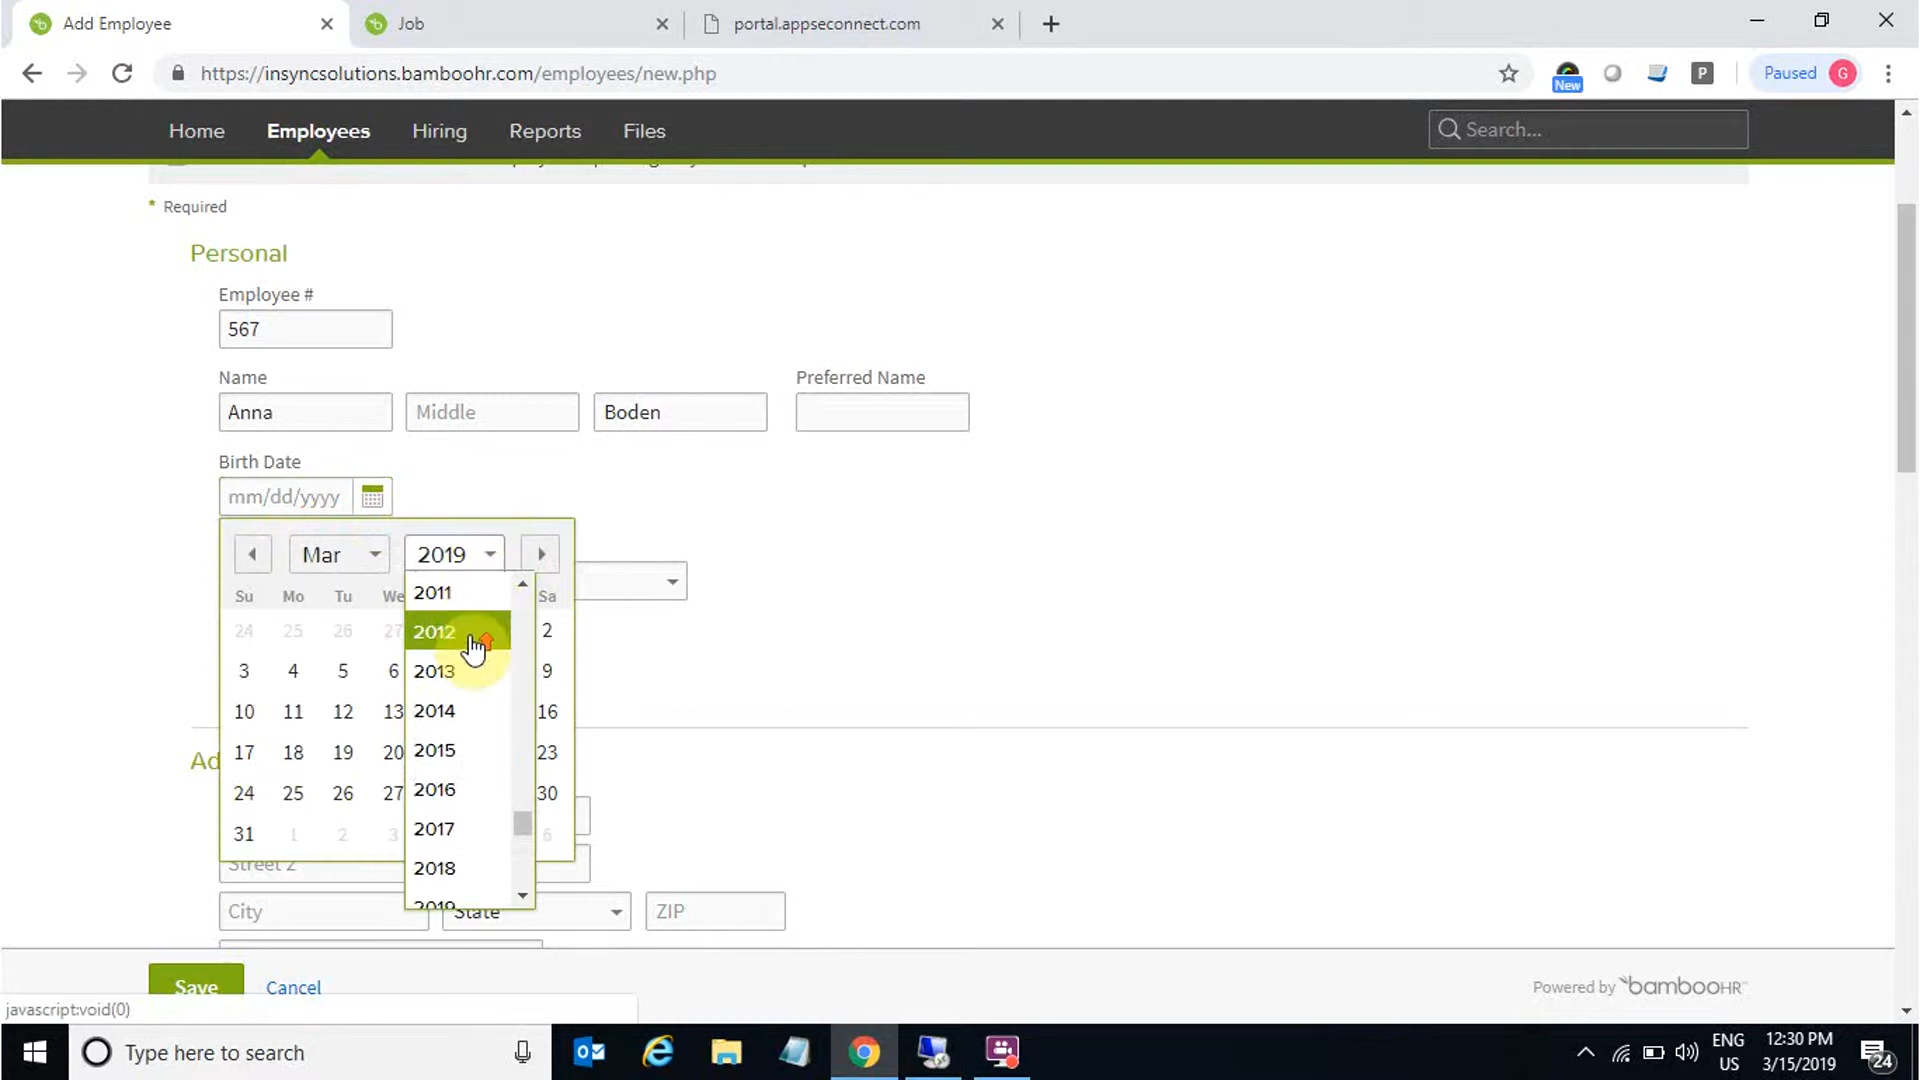 Add Employee
Job
portal.appseconnect.com
https://insyncsolutions.bamboohr.com/employees/new.php
New
P
Paused
G
Home
Employees
Hiring
Reports
Files
Search...
* Required
Personal
Employee #
567
Name
Preferred Name
Anna
Middle
Boden
Birth Date
mm/dd/yyyy
Mar
2019
Su Mo Tu We Sa
24 25 26 27 2
3 4 5 6 9
10 11 12 13 16
17 18 19 20 23
24 25 26 27 30
31 1 2 3 6
2011
2012
2013
2014
2015
2016
2017
2018
2019
Ad
Street 2
City
State
ZIP
Save
Cancel
Powered by bambooHR
javascript:void(0)
Type here to search
ENG
US
12:30 PM
3/15/2019
24